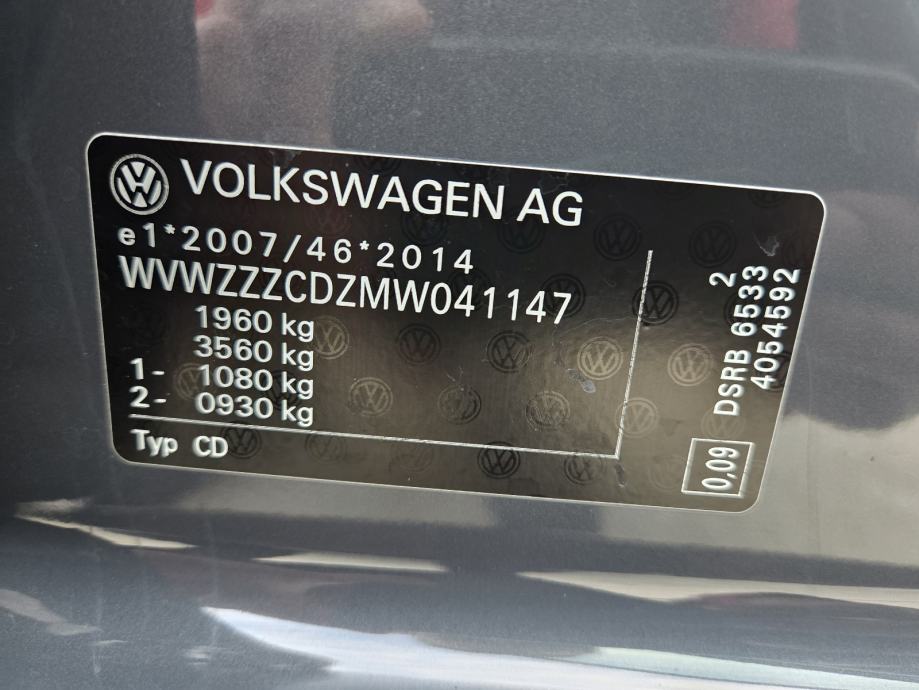 VOLKSWAGEN AG
e1*2007/46*2014
WVWZZZCDZMW041147
1960 kg
3560 kg
1- 1080 kg
2- 0930 kg
Typ CD
2
DSRB 6533
4054592
0,09